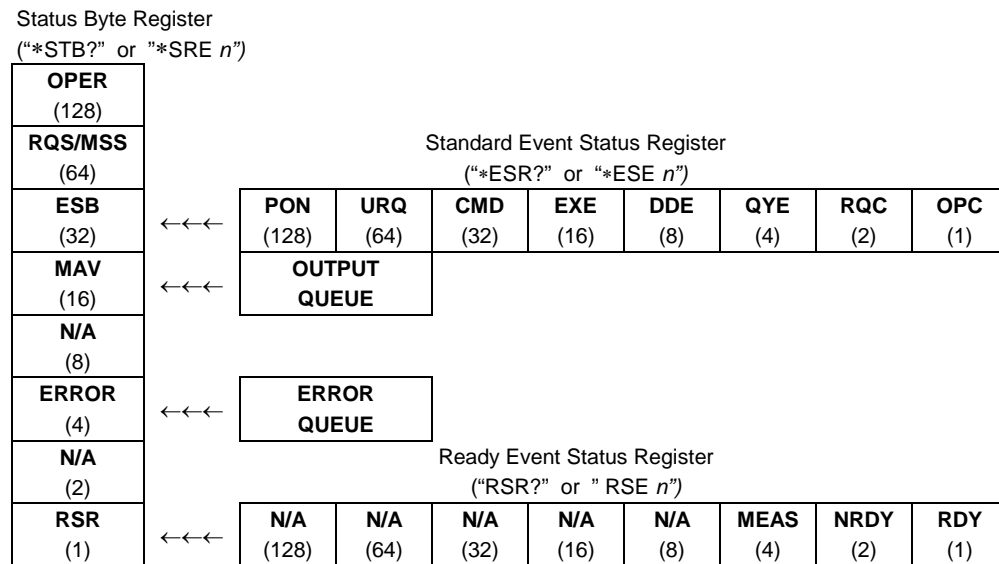 Status Byte Register
(“∗STB?” or ”∗SRE n”)
OPER
(128)
RQS/MSS
(64)
Standard Event Status Register
(“∗ESR?” or “∗ESE n”)
ESB
(32)
←←←
PON URQ CMD EXE DDE QYE RQC OPC
(128) (64) (32) (16) (8) (4) (2) (1)
MAV
(16)
←←←
OUTPUT
QUEUE
N/A
(8)
ERROR
(4)
←←←
ERROR
QUEUE
N/A
(2)
Ready Event Status Register
(“RSR?” or ” RSE n”)
RSR
(1)
←←←
N/A N/A N/A N/A N/A MEAS NRDY RDY
(128) (64) (32) (16) (8) (4) (2) (1)